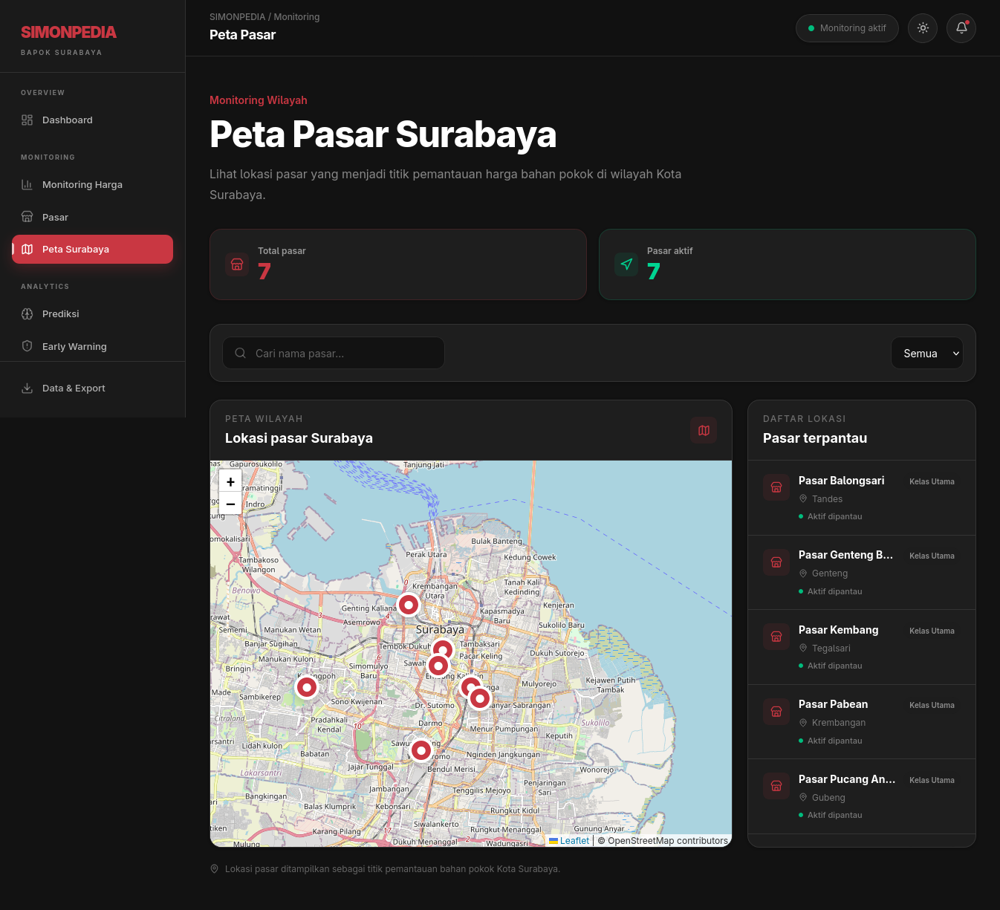 SIMONPEDIA
BAPOK SURABAYA
OVERVIEW
Dashboard
MONITORING
Monitoring Harga
Pasar
Peta Surabaya
ANALYTICS
Prediksi
Early Warning
Data & Export
SIMONPEDIA / Monitoring
Peta Pasar
Monitoring aktif
Monitoring Wilayah
Peta Pasar Surabaya
Lihat lokasi pasar yang menjadi titik pemantauan harga bahan pokok di wilayah Kota
Surabaya.
Total pasar
7
Pasar aktif
7
Cari nama pasar...
Semua
PETA WILAYAH
Lokasi pasar Surabaya
+
−
Gapurosukolilo
Tanjung Jati
Indro
Tambakoso
Wilangon
Benowo
Bulak Banteng
Perak Utara
Kedung Cowek
Krembangan
Utara
Tanah Kali
Kedinding
Genting Kaliana
Asemrowo
Kapasmadya
Baru
Kenjeran
Sememi
Manukan Wetan
Surabaya
Sukolilo Baru
Banjar Sugihan
Tembok Dukuh
Tambaksari
Manukan Kulon
Pacar Keling
Dukuh Sutorejo
Bringin
Simomulyo
Baru
Sawah
Made
Sambikerep
Mulyorejo
Kejawen Putih
Tambak
Sono Kwijenan
Dr. Sutomo
Citraland
Pradahkali
Kendal
10
Darmo
Menur Pumpungan
Sukolilo
Lidah kulon
Babatan
Keputih
Jajar Tunggal
Nginden Jangkungan
Bendul Merisi
Wonorejo
Lakarsantri
Jambangan
Penjaringan
Sari
Bangkingan
Tenggilis Mejoyo
Balas Klumprik
Kebonsari
Rungkut Kidul
Siwalankerto
Karang Pilang
17
Rungkut Menanggal
Gunung Anyar
Mulung
Dukuh Menanggal
Wadungasri
Leaflet | © OpenStreetMap contributors
DAFTAR LOKASI
Pasar terpantau
Pasar Balongsari
Kelas Utama
Tandes
Aktif dipantau
Pasar Genteng B...
Kelas Utama
Genteng
Aktif dipantau
Pasar Kembang
Kelas Utama
Tegalsari
Aktif dipantau
Pasar Pabean
Kelas Utama
Krembangan
Aktif dipantau
Pasar Pucang An...
Kelas Utama
Gubeng
Aktif dipantau
Lokasi pasar ditampilkan sebagai titik pemantauan bahan pokok Kota Surabaya.